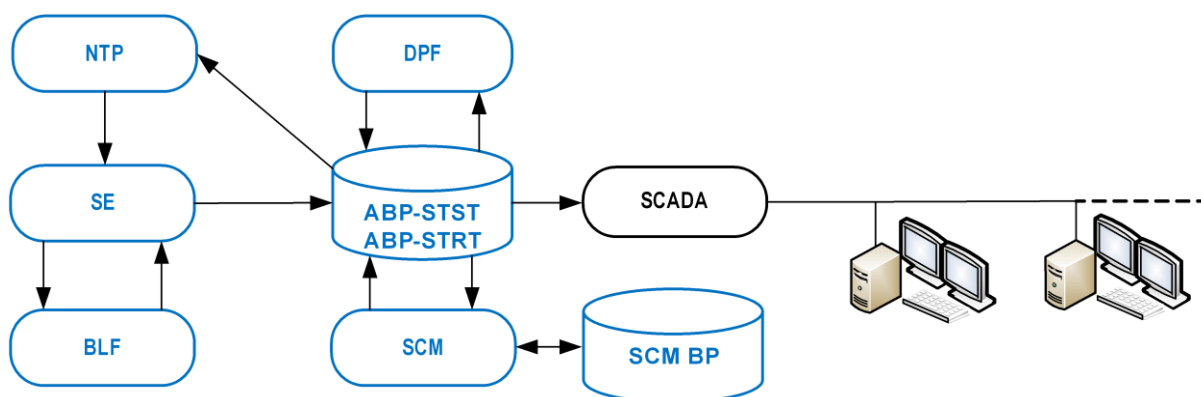 NTP
DPF
SE
ABP-STST
ABP-STRT
SCADA
BLF
SCM
SCM BP